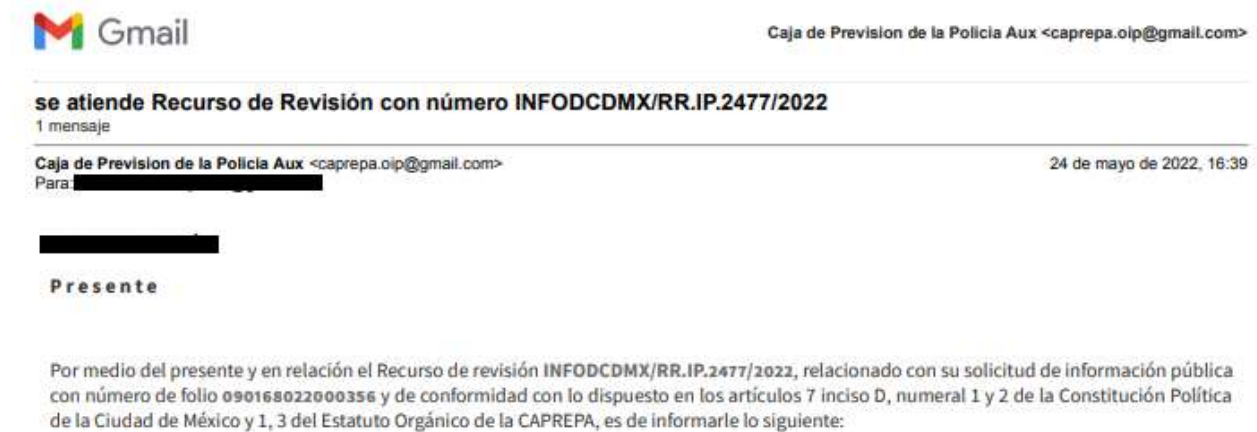 Gmail
Caja de Prevision de la Policia Aux <caprepa.oip@gmail.com>
se atiende Recurso de Revisión con número INFODCDMX/RR.IP.2477/2022
1 mensaje
Caja de Prevision de la Policia Aux <caprepa.oip@gmail.com>
24 de mayo de 2022, 16:39
Para:
Presente
Por medio del presente y en relación el Recurso de revisión INFODCDMX/RR.IP.2477/2022, relacionado con su solicitud de información pública
con número de folio 090168022000356 y de conformidad con lo dispuesto en los artículos 7 inciso D, numeral 1 y 2 de la Constitución Política
de la Ciudad de México y 1, 3 del Estatuto Orgánico de la CAPREPA, es de informarle lo siguiente: